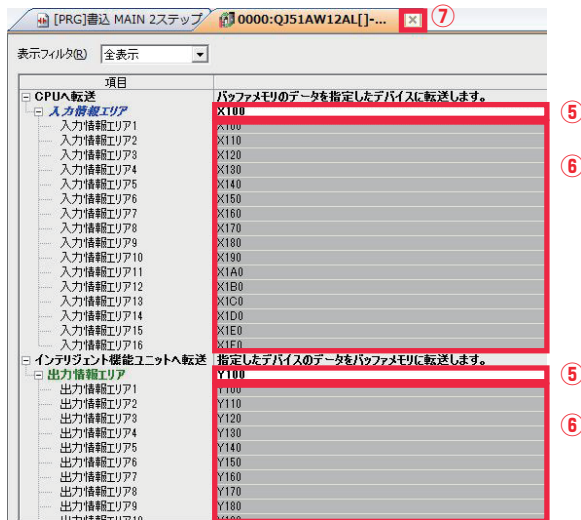 [PRG]書込 MAIN 2ステップ 0000:QJ51AW12AL[]-... ⑦
表示フィルタ(R) 全表示
項目
CPUへ転送 バッファメモリのデータを指定したデバイスに転送します。
入力情報エリア X100 ⑤
入力情報エリア1 X100
入力情報エリア2 X110
入力情報エリア3 X120 ⑥
入力情報エリア4 X130
入力情報エリア5 X140
入力情報エリア6 X150
入力情報エリア7 X160
入力情報エリア8 X170
入力情報エリア9 X180
入力情報エリア10 X190
入力情報エリア11 X1A0
入力情報エリア12 X1B0
入力情報エリア13 X1C0
入力情報エリア14 X1D0
入力情報エリア15 X1E0
入力情報エリア16 X1F0
インテリジェント機能ユニットへ転送 指定したデバイスのデータをバッファメモリに転送します。
出力情報エリア Y100 ⑤
出力情報エリア1 Y100
出力情報エリア2 Y110
出力情報エリア3 Y120 ⑥
出力情報エリア4 Y130
出力情報エリア5 Y140
出力情報エリア6 Y150
出力情報エリア7 Y160
出力情報エリア8 Y170
出力情報エリア9 Y180
出力情報エリア10